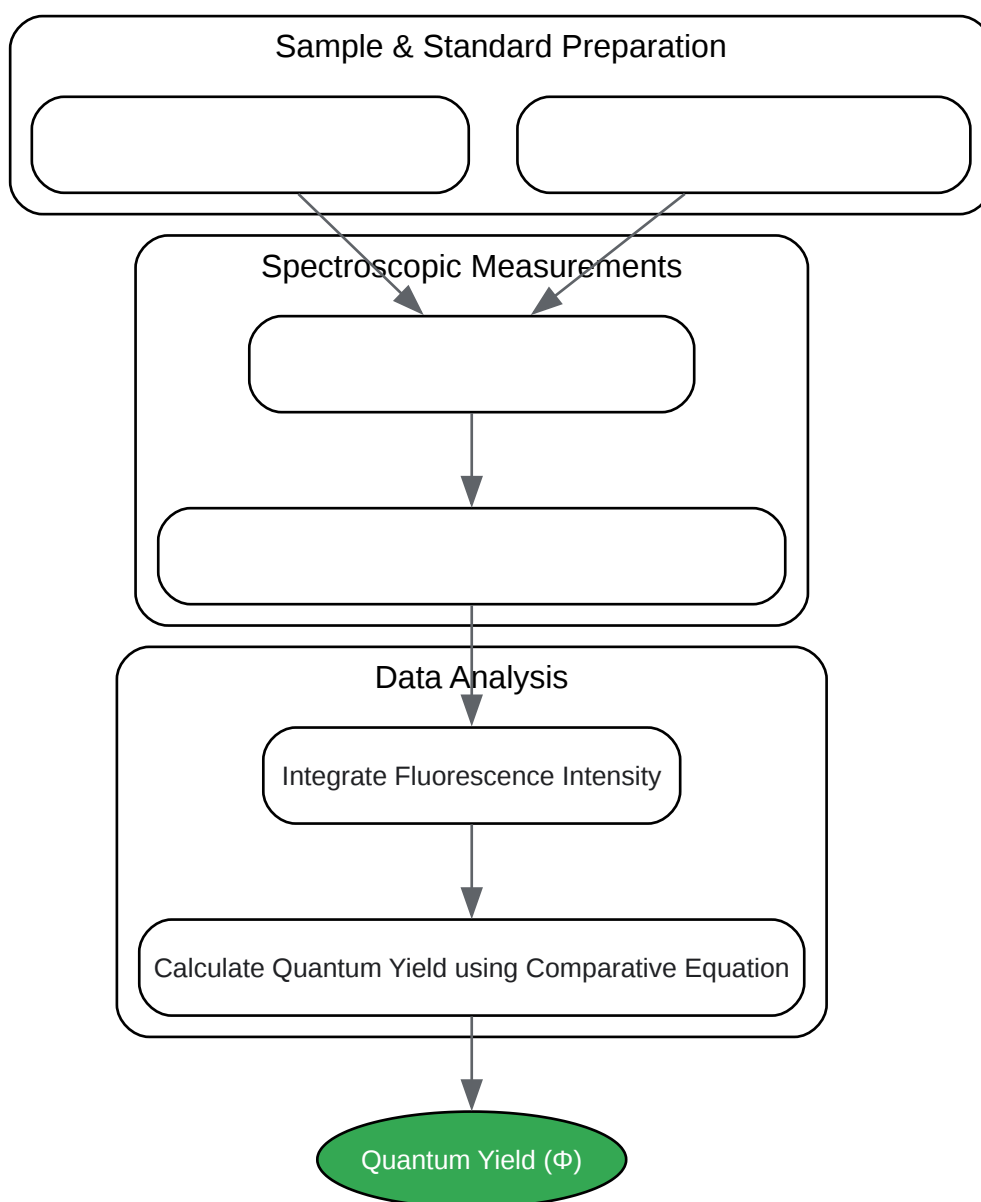 Sample & Standard Preparation
Spectroscopic Measurements
Data Analysis
Integrate Fluorescence Intensity
Calculate Quantum Yield using Comparative Equation
Quantum Yield (Φ)